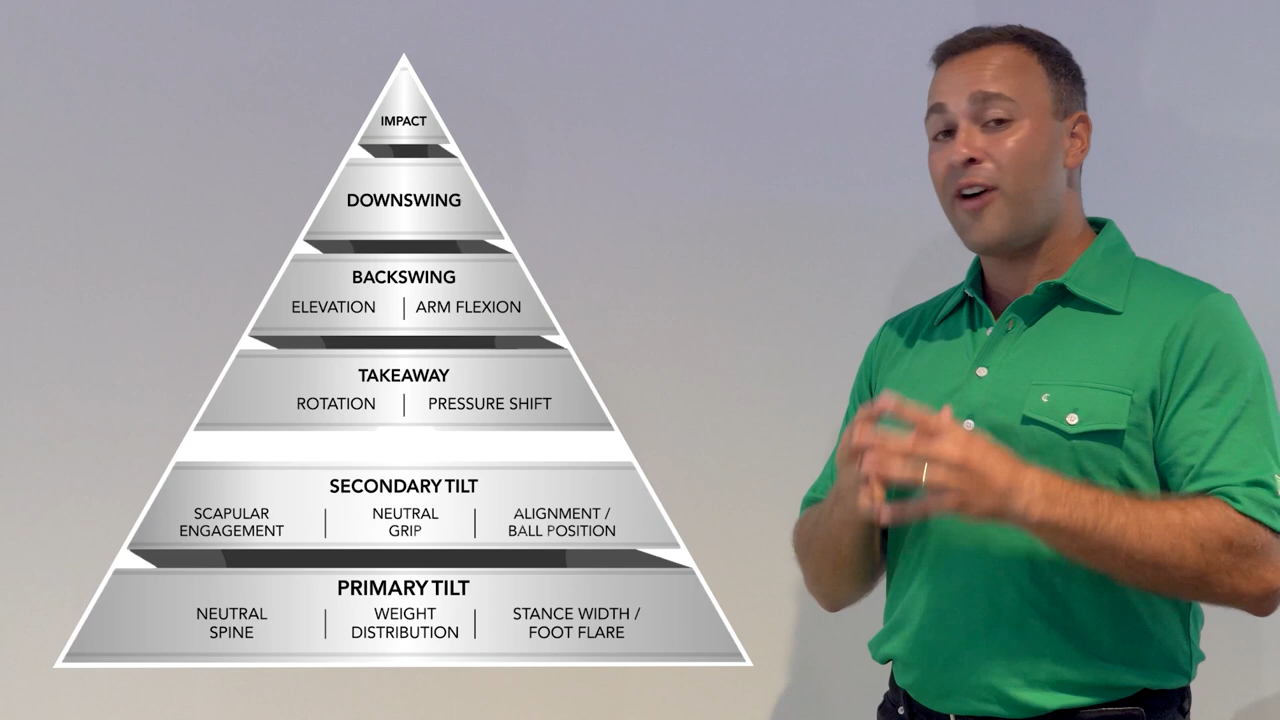 IMPACT
DOWNSWING
BACKSWING
ELEVATION | ARM FLEXION
TAKEAWAY
ROTATION | PRESSURE SHIFT
SECONDARY TILT
SCAPULAR ENGAGEMENT | NEUTRAL GRIP | ALIGNMENT / BALL POSITION
PRIMARY TILT
NEUTRAL SPINE | WEIGHT DISTRIBUTION | STANCE WIDTH / FOOT FLARE